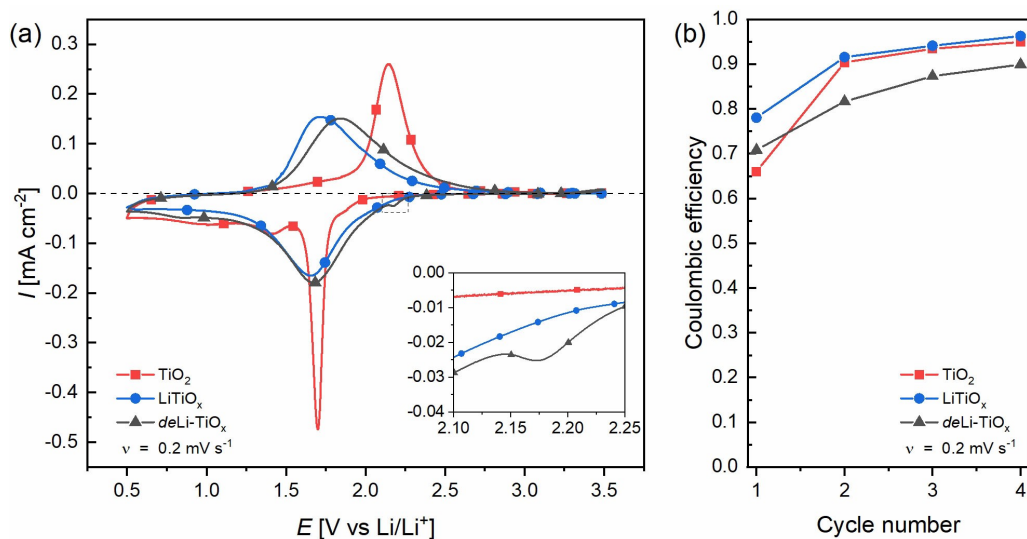 (a)
0.3
0.2
0.1
0.0
-0.1
-0.2
-0.3
-0.4
-0.5
I [mA cm⁻²]
0.5 1.0 1.5 2.0 2.5 3.0 3.5
E [V vs Li/Li⁺]
TiO₂
LiTiOₓ
deLi-TiOₓ
ν = 0.2 mV s⁻¹
0.00
-0.01
-0.02
-0.03
-0.04
2.10 2.15 2.20 2.25
(b)
1.0
0.9
0.8
0.7
0.6
0.5
0.4
0.3
0.2
0.1
0.0
Coulombic efficiency
1 2 3 4
Cycle number
TiO₂
LiTiOₓ
deLi-TiOₓ
ν = 0.2 mV s⁻¹